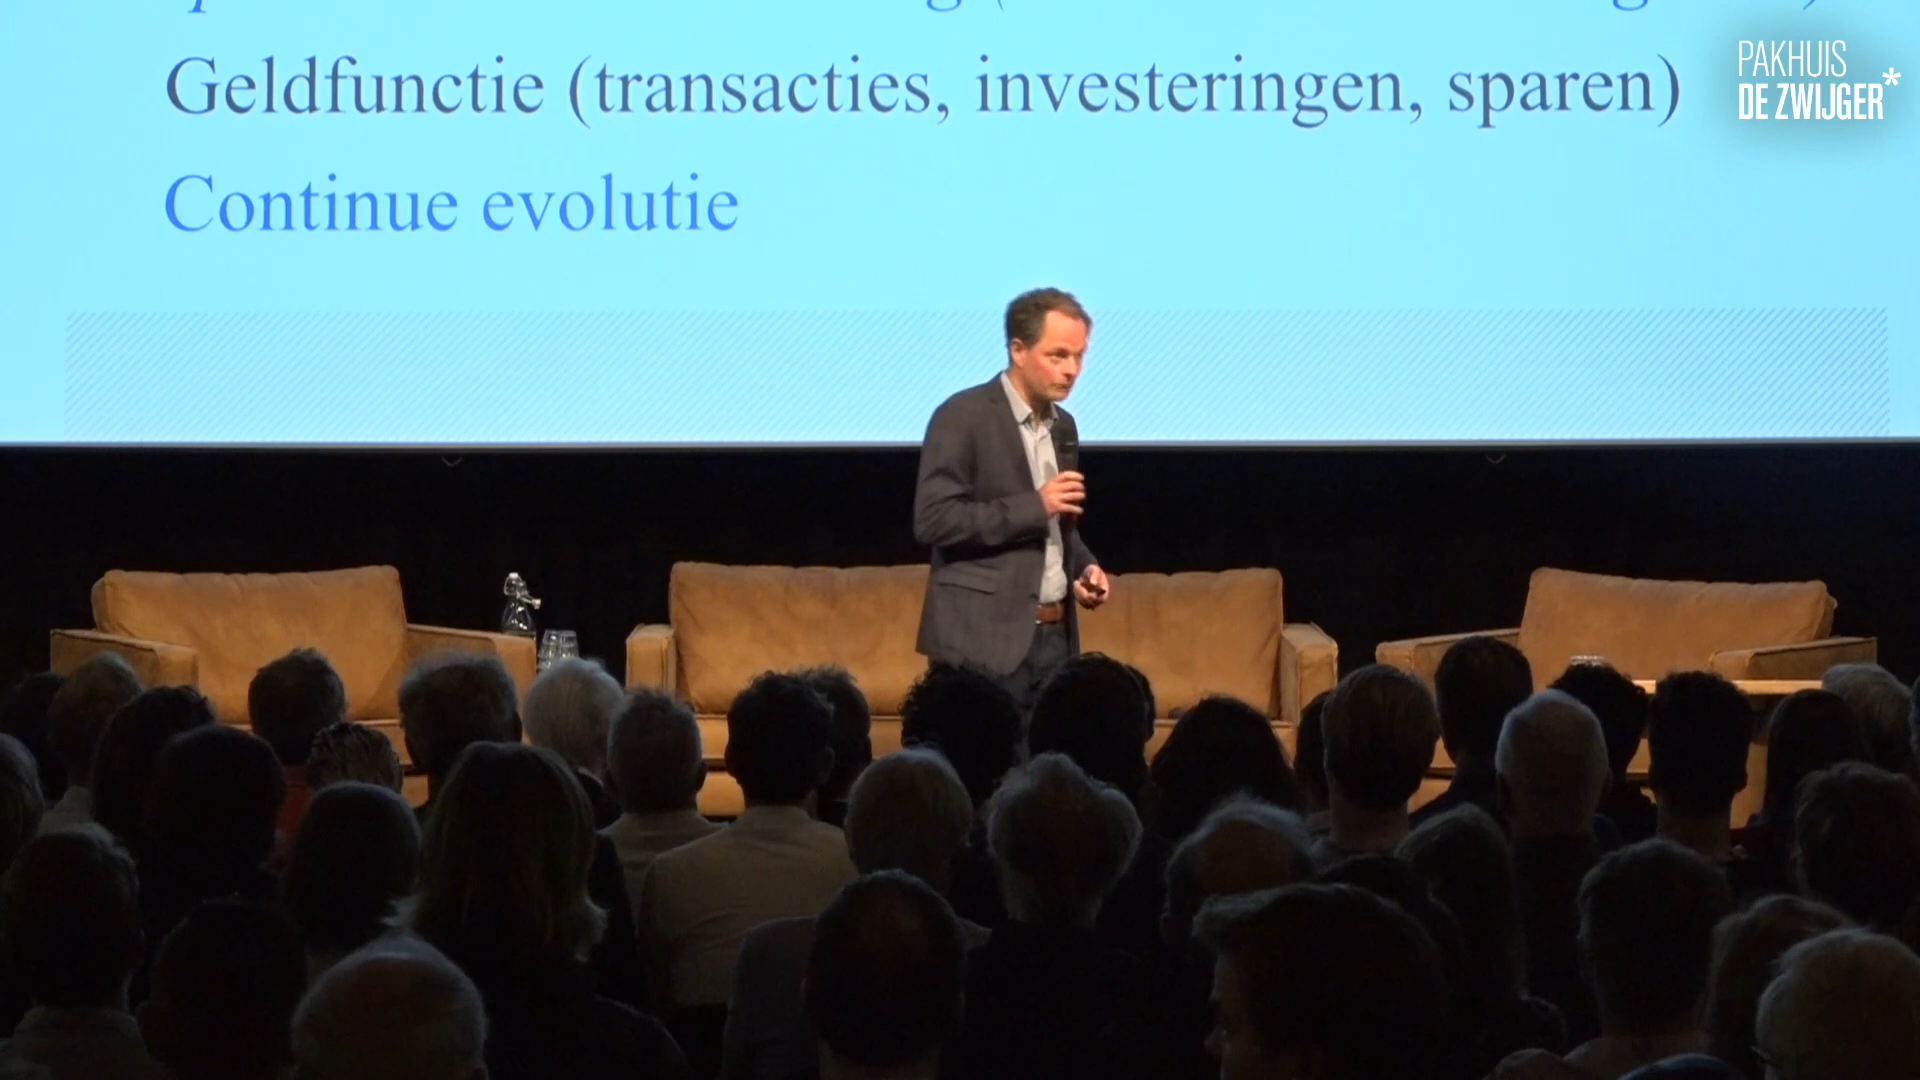 Geldfunctie (transacties, investeringen, sparen)
Continue evolutie
PAKHUIS
DE ZWIJGER*